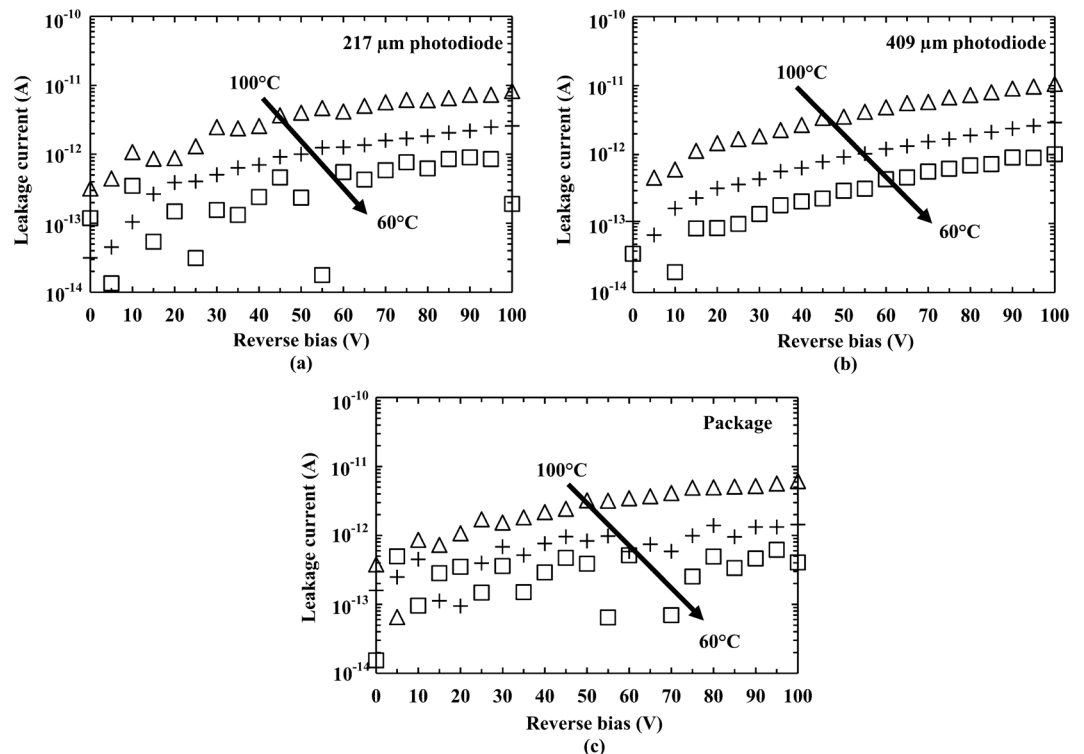 217 µm photodiode
Leakage current (A)
10⁻¹⁰
10⁻¹¹
10⁻¹²
10⁻¹³
10⁻¹⁴
100°C
60°C
0 10 20 30 40 50 60 70 80 90 100
Reverse bias (V)
(a)
409 µm photodiode
Leakage current (A)
10⁻¹⁰
10⁻¹¹
10⁻¹²
10⁻¹³
10⁻¹⁴
100°C
60°C
0 10 20 30 40 50 60 70 80 90 100
Reverse bias (V)
(b)
Package
Leakage current (A)
10⁻¹⁰
10⁻¹¹
10⁻¹²
10⁻¹³
10⁻¹⁴
100°C
60°C
0 10 20 30 40 50 60 70 80 90 100
Reverse bias (V)
(c)